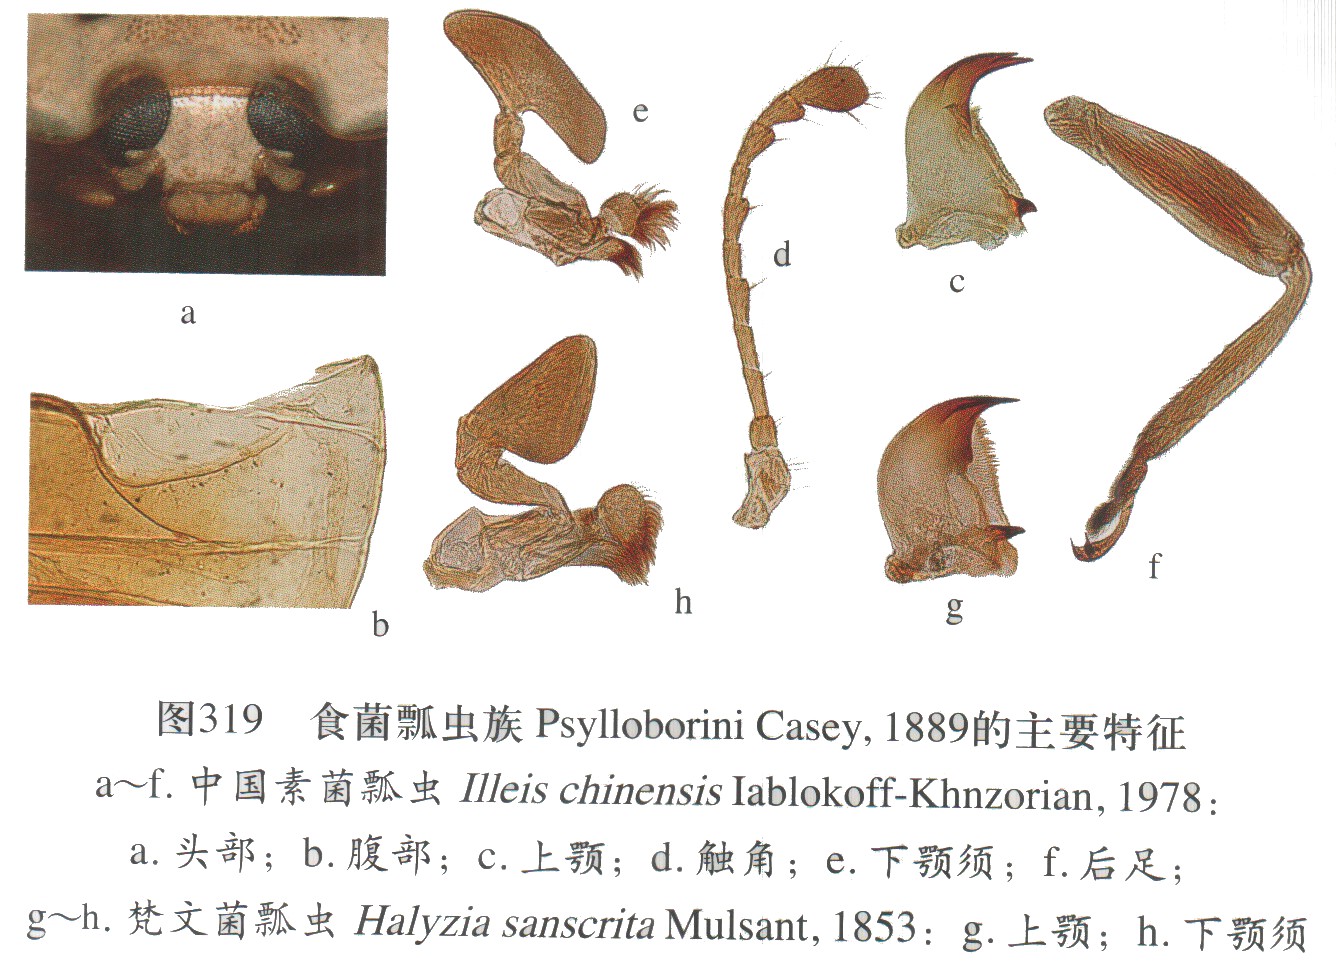 e
d
c
a
b
h
g
f
图319 食菌瓢虫族 Psylloborini Casey, 1889的主要特征
a~f. 中国素菌瓢虫 Illeis chinensis Iablokoff-Khnzorian, 1978:
a. 头部; b. 腹部; c. 上颚; d. 触角; e. 下颚须; f. 后足;
g~h. 梵文菌瓢虫 Halyzia sanscrita Mulsant, 1853: g. 上颚; h. 下颚须